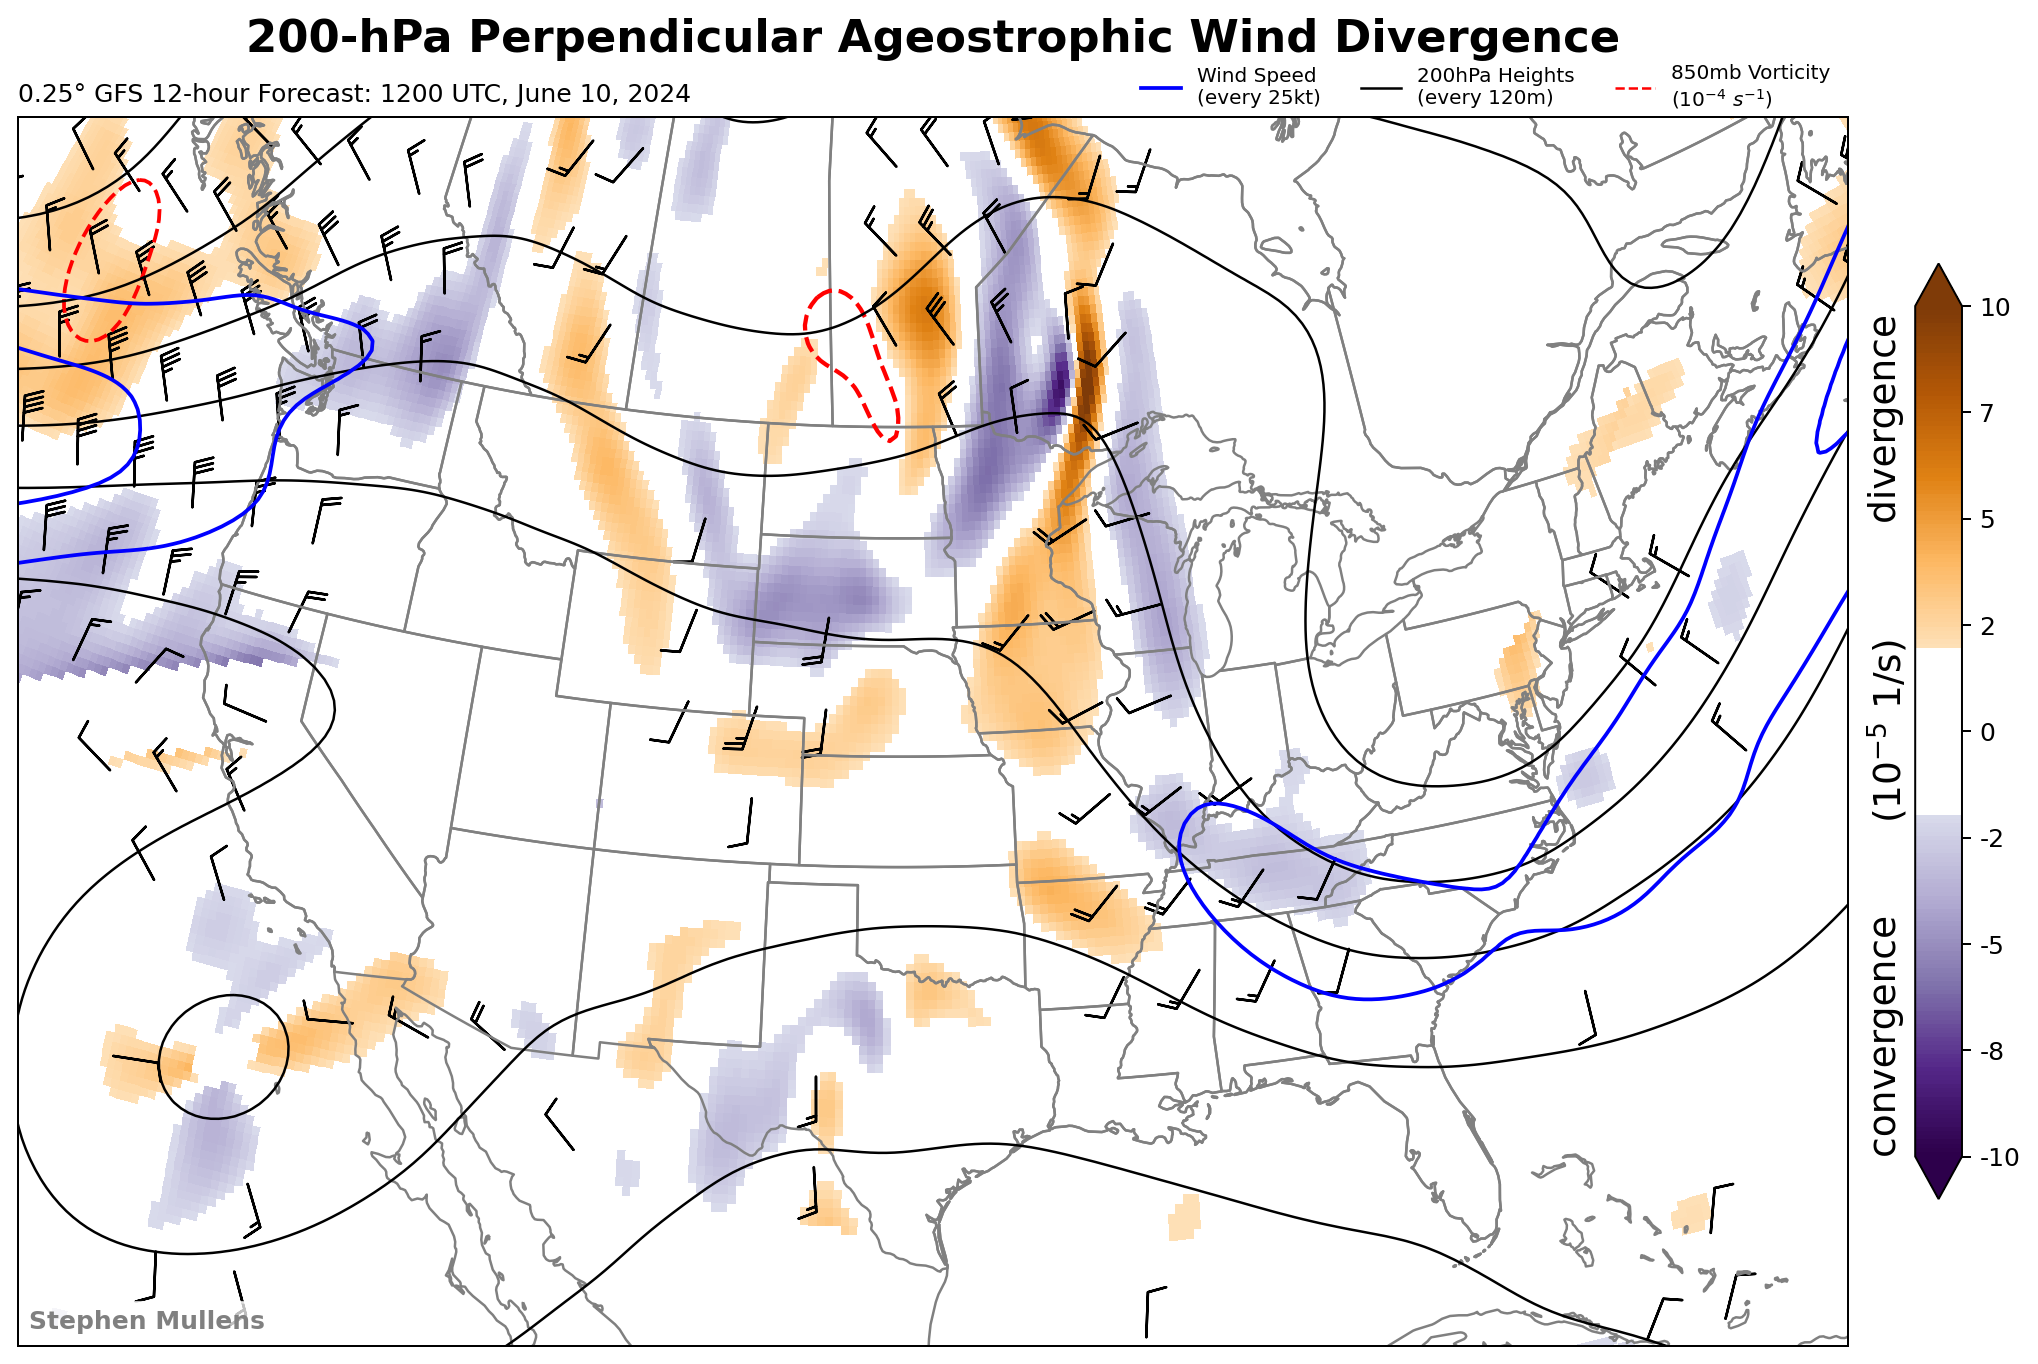 200-hPa Perpendicular Ageostrophic Wind Divergence
0.25° GFS 12-hour Forecast: 1200 UTC, June 10, 2024
Wind Speed
(every 25kt)
200hPa Heights
(every 120m)
850mb Vorticity
(10⁻⁴ s⁻¹)
10
7
5
2
0
-2
-5
-8
-10
convergence (10⁻⁵ 1/s) divergence
Stephen Mullens